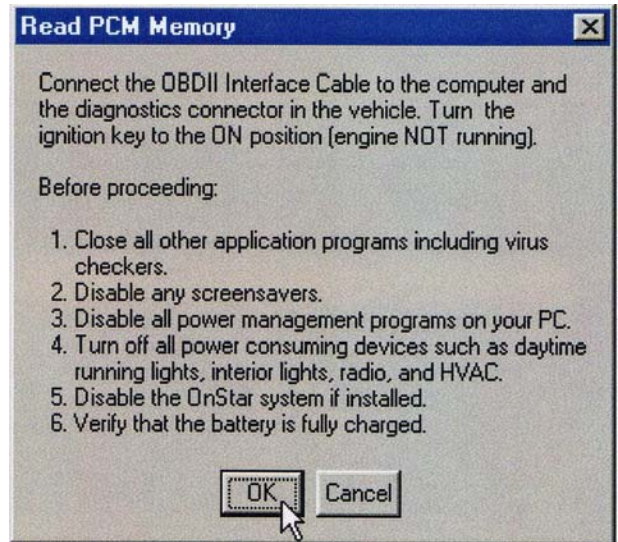 Read PCM Memory
Connect the OBDII Interface Cable to the computer and
the diagnostics connector in the vehicle. Turn the
ignition key to the ON position (engine NOT running).
Before proceeding:
1. Close all other application programs including virus
checkers.
2. Disable any screensavers.
3. Disable all power management programs on your PC.
4. Turn off all power consuming devices such as daytime
running lights, interior lights, radio, and HVAC.
5. Disable the OnStar system if installed.
6. Verify that the battery is fully charged.
OK Cancel